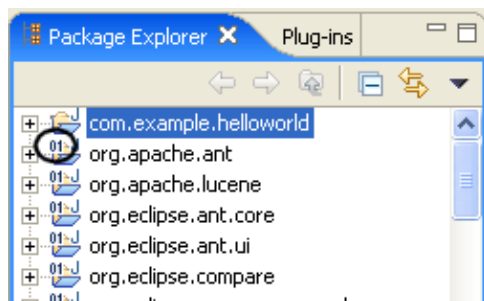 Package Explorer Plug-ins
com.example.helloworld
org.apache.ant
org.apache.lucene
org.eclipse.ant.core
org.eclipse.ant.ui
org.eclipse.compare